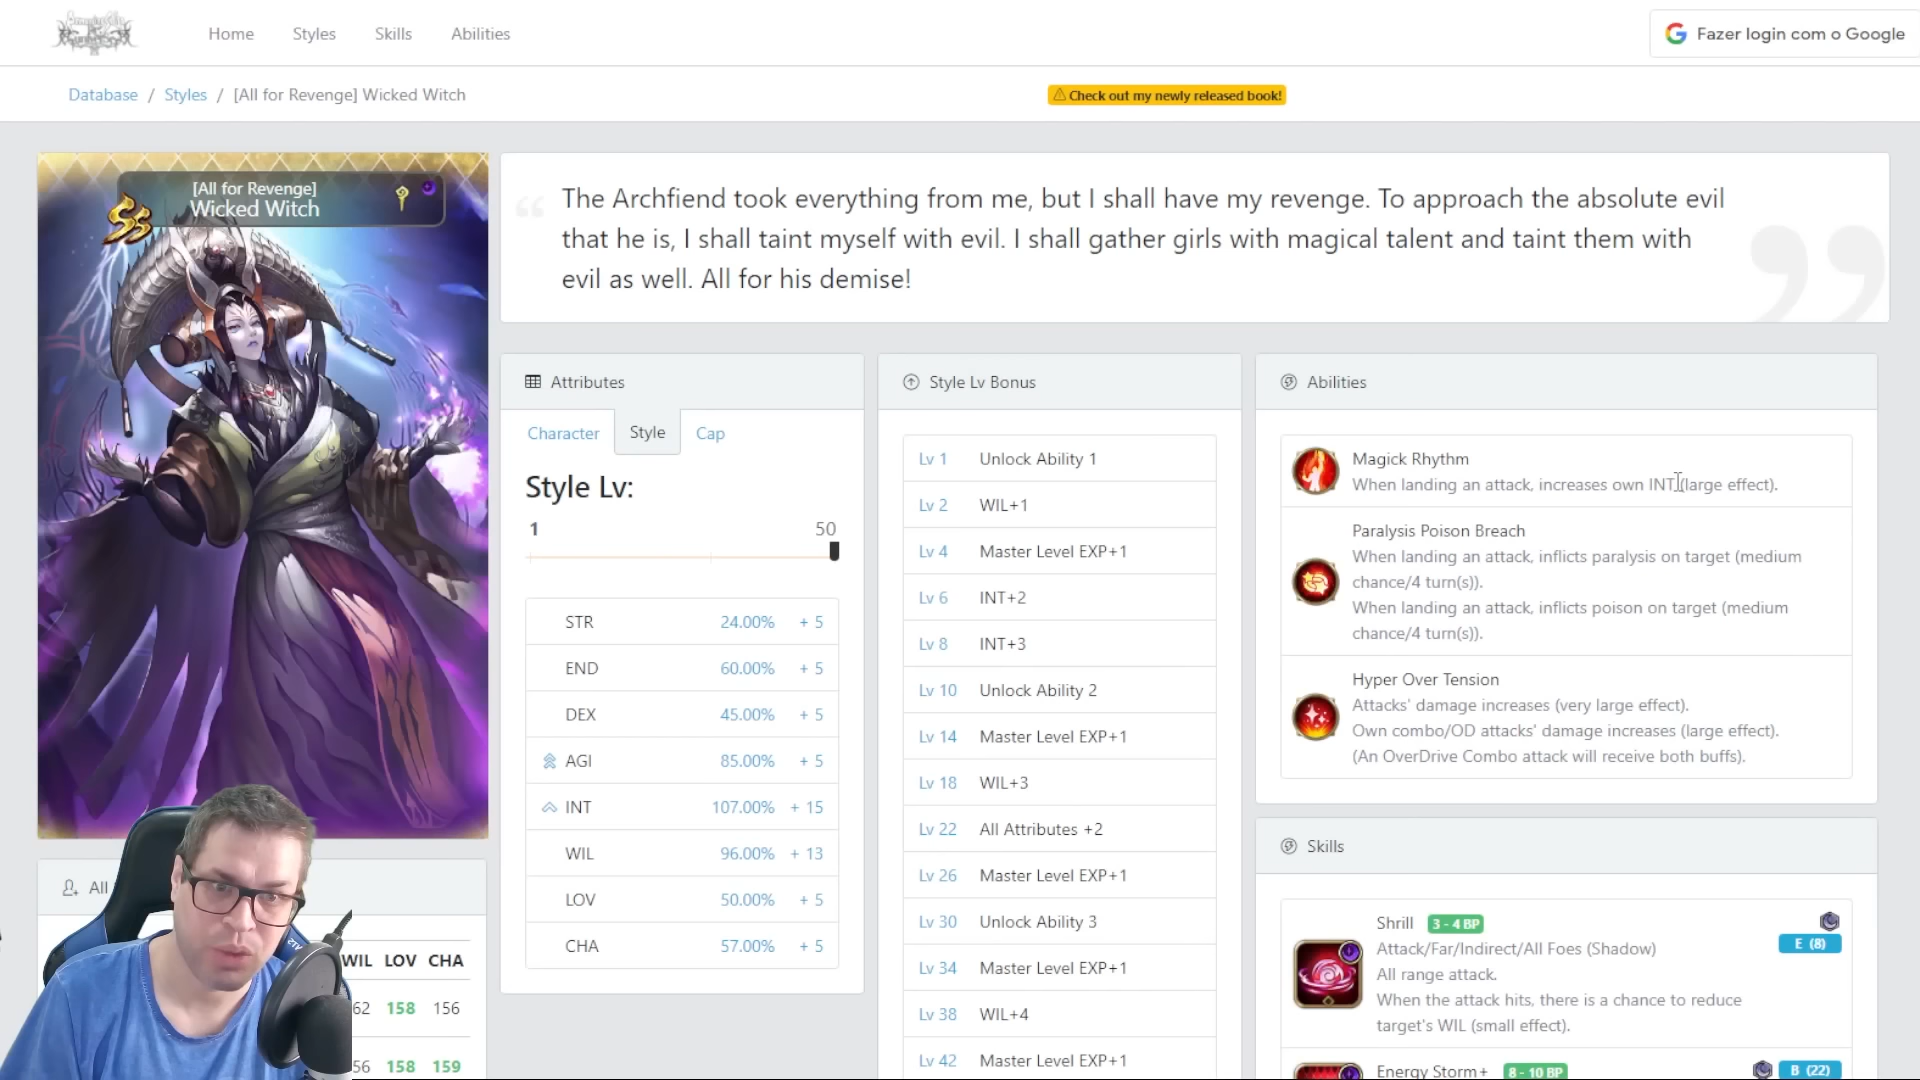 Home
Styles
Skills
Abilities
Fazer login com o Google
Database / Styles / [All for Revenge] Wicked Witch
Check out my newly released book!
[All for Revenge]
Wicked Witch
SS
The Archfiend took everything from me, but I shall have my revenge. To approach the absolute evil
that he is, I shall taint myself with evil. I shall gather girls with magical talent and taint them with
evil as well. All for his demise!
Attributes
Character
Style
Cap
Style Lv:
1
50
STR 24.00% + 5
END 60.00% + 5
DEX 45.00% + 5
AGI 85.00% + 5
INT 107.00% + 15
WIL 96.00% + 13
LOV 50.00% + 5
CHA 57.00% + 5
Style Lv Bonus
Lv 1 Unlock Ability 1
Lv 2 WIL+1
Lv 4 Master Level EXP+1
Lv 6 INT+2
Lv 8 INT+3
Lv 10 Unlock Ability 2
Lv 14 Master Level EXP+1
Lv 18 WIL+3
Lv 22 All Attributes +2
Lv 26 Master Level EXP+1
Lv 30 Unlock Ability 3
Lv 34 Master Level EXP+1
Lv 38 WIL+4
Lv 42 Master Level EXP+1
Abilities
Magick Rhythm
When landing an attack, increases own INT (large effect).
Paralysis Poison Breach
When landing an attack, inflicts paralysis on target (medium
chance/4 turn(s)).
When landing an attack, inflicts poison on target (medium
chance/4 turn(s)).
Hyper Over Tension
Attacks' damage increases (very large effect).
Own combo/OD attacks' damage increases (large effect).
(An OverDrive Combo attack will receive both buffs).
Skills
Shrill 3 - 4 BP
E (8)
Attack/Far/Indirect/All Foes (Shadow)
All range attack.
When the attack hits, there is a chance to reduce
target's WIL (small effect).
Energy Storm+ 8 - 10 BP
B (22)
All
WIL LOV CHA
62 158 156
56 158 159